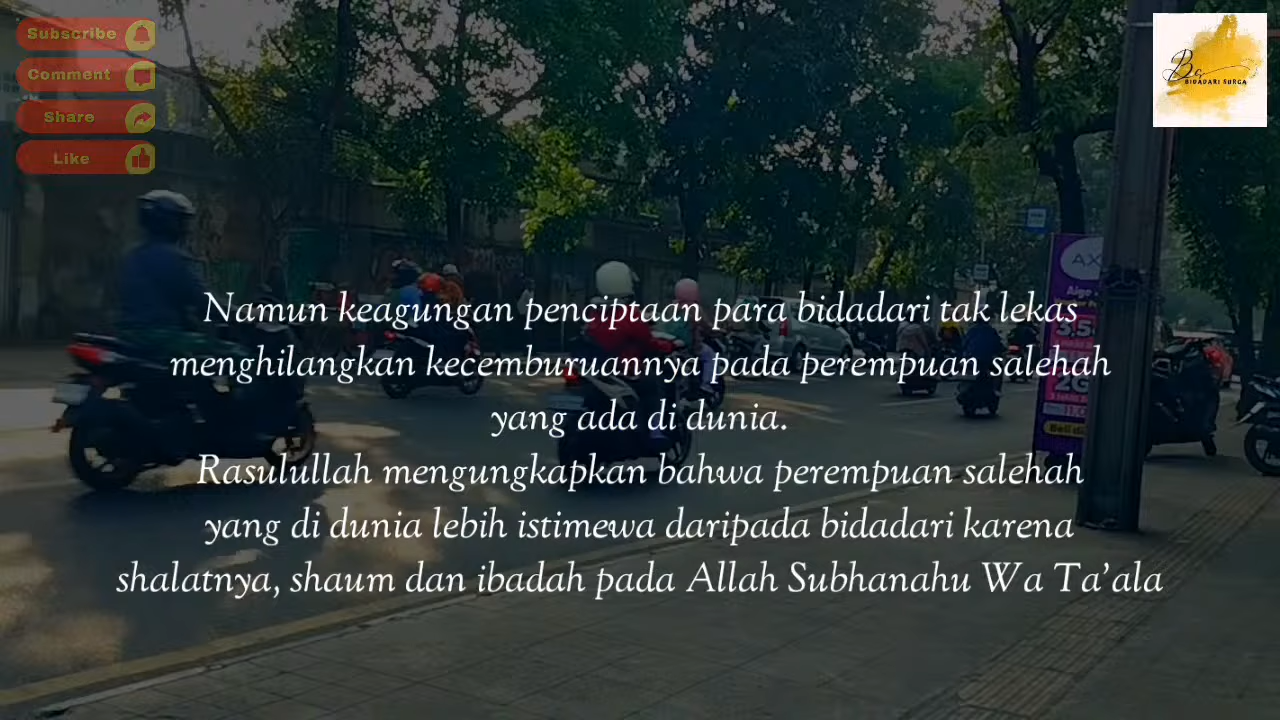 Subscribe
Comment
Share
Like
Bs
BIDADARI SURGA
AX
Namun keagungan penciptaan para bidadari tak lekas
menghilangkan kecemburuannya pada perempuan salehah
yang ada di dunia.
Rasulullah mengungkapkan bahwa perempuan salehah
yang di dunia lebih istimewa daripada bidadari karena
shalatnya, shaum dan ibadah pada Allah Subhanahu Wa Ta'ala